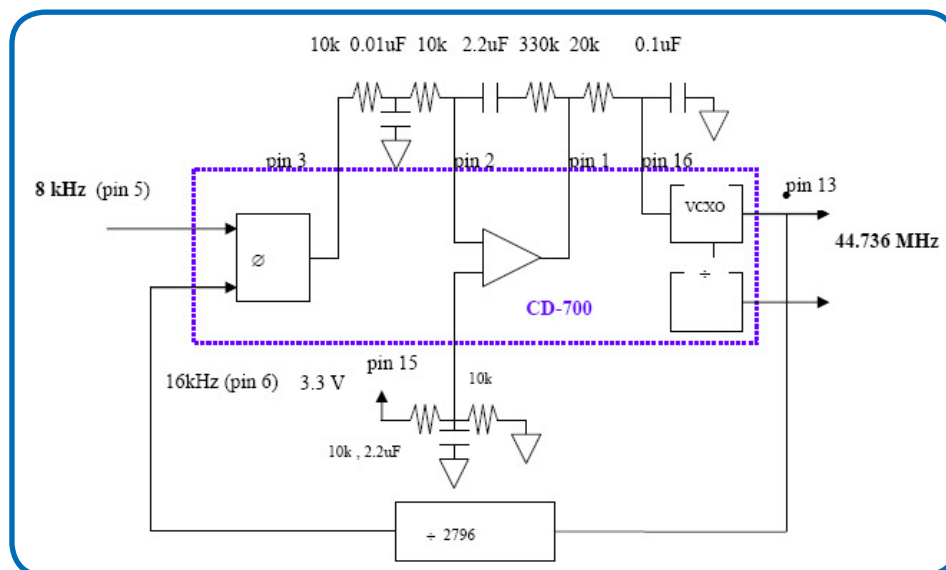 10k 0.01uF 10k 2.2uF 330k 20k 0.1uF
pin 3 pin 2 pin 1 pin 16
8 kHz (pin 5) pin 13
VCXO
44.736 MHz
Ø ÷
CD-700
pin 15
16kHz (pin 6) 3.3 V 10k
10k , 2.2uF
÷ 2796